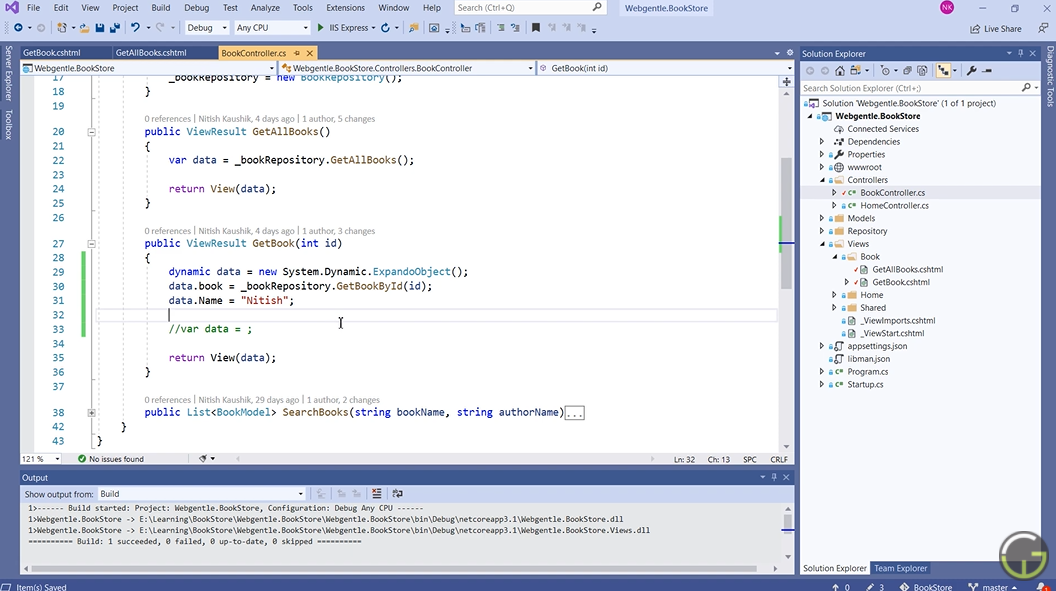 File Edit View Project Build Debug Test Analyze Tools Extensions Window Help Search (Ctrl+Q) Webgentle.BookStore NK
Debug Any CPU IIS Express Live Share
Server Explorer
Toolbox
Diagnostic Tools
GetBook.cshtml GetAllBooks.cshtml BookController.cs
Webgentle.BookStore Webgentle.BookStore.Controllers.BookController GetBook(int id)
17 _bookRepository = new BookRepository();
18 }
19
0 references | Nitish Kaushik, 4 days ago | 1 author, 5 changes
20 public ViewResult GetAllBooks()
21 {
22 var data = _bookRepository.GetAllBooks();
23
24 return View(data);
25 }
26
0 references | Nitish Kaushik, 4 days ago | 1 author, 3 changes
27 public ViewResult GetBook(int id)
28 {
29 dynamic data = new System.Dynamic.ExpandoObject();
30 data.book = _bookRepository.GetBookById(id);
31 data.Name = "Nitish";
32
33 //var data = ;
34
35 return View(data);
36 }
37
0 references | Nitish Kaushik, 29 days ago | 1 author, 2 changes
38 public List<BookModel> SearchBooks(string bookName, string authorName)...
42 }
43 }
121 % No issues found Ln: 32 Ch: 13 SPC CRLF
Output
Show output from: Build
1>------ Build started: Project: Webgentle.BookStore, Configuration: Debug Any CPU ------
1>Webgentle.BookStore -> E:\Learning\BookStore\Webgentle.BookStore\Webgentle.BookStore\bin\Debug\netcoreapp3.1\Webgentle.BookStore.dll
1>Webgentle.BookStore -> E:\Learning\BookStore\Webgentle.BookStore\Webgentle.BookStore\bin\Debug\netcoreapp3.1\Webgentle.BookStore.Views.dll
========== Build: 1 succeeded, 0 failed, 0 up-to-date, 0 skipped ==========
Solution Explorer
Search Solution Explorer (Ctrl+;)
Solution 'Webgentle.BookStore' (1 of 1 project)
Webgentle.BookStore
Connected Services
Dependencies
Properties
wwwroot
Controllers
C# BookController.cs
C# HomeController.cs
Models
Repository
Views
Book
GetAllBooks.cshtml
GetBook.cshtml
Home
Shared
_ViewImports.cshtml
_ViewStart.cshtml
appsettings.json
libman.json
C# Program.cs
C# Startup.cs
Solution Explorer Team Explorer
Item(s) Saved 0 3 BookStore master